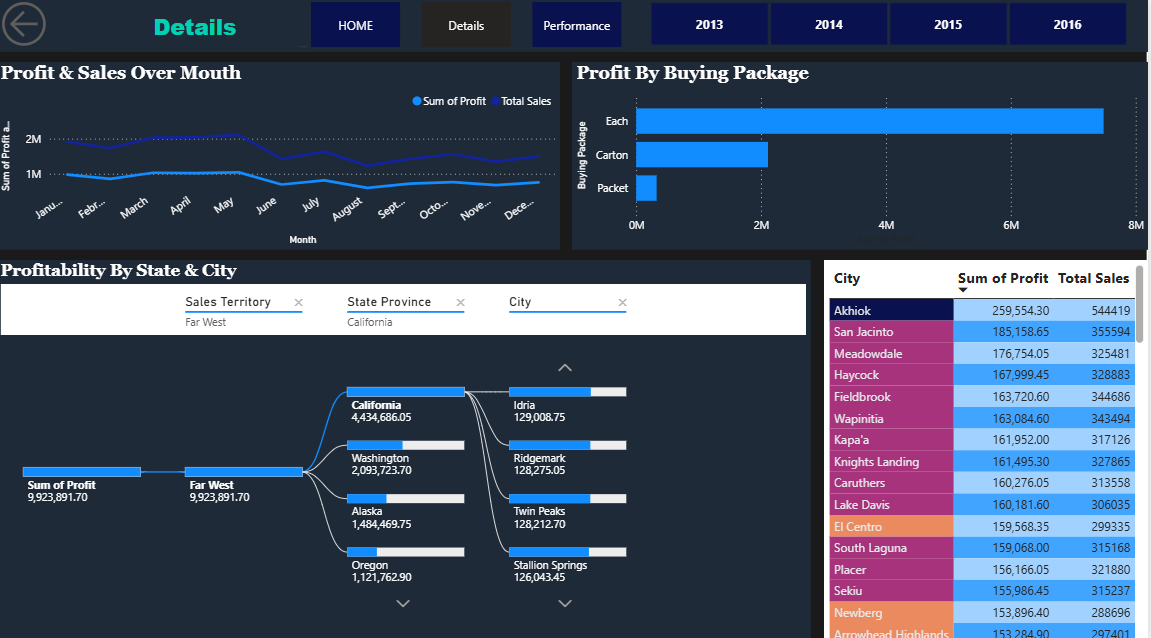 Details
HOME
Details
Performance
2013
2014
2015
2016
Profit & Sales Over Mouth
Sum of Profit
Total Sales
Sum of Profit a...
2M
1M
Janu...
Febr...
March
April
May
June
July
August
Sept...
Octo...
Nove...
Dece...
Month
Profit By Buying Package
Buying Package
Each
Carton
Packet
0M
2M
4M
6M
8M
Profitability By State & City
Sales Territory
Far West
State Province
California
City
Sum of Profit
9,923,891.70
Far West
9,923,891.70
California
4,434,686.05
Washington
2,093,723.70
Alaska
1,484,469.75
Oregon
1,121,762.90
Idria
129,008.75
Ridgemark
128,275.05
Twin Peaks
128,212.70
Stallion Springs
126,043.45
City Sum of Profit Total Sales
Akhiok 259,554.30 544419
San Jacinto 185,158.65 355594
Meadowdale 176,754.05 325481
Haycock 167,999.45 328883
Fieldbrook 163,720.60 344686
Wapinitia 163,084.60 343494
Kapa'a 161,952.00 317126
Knights Landing 161,495.30 327865
Caruthers 160,276.05 313558
Lake Davis 160,181.60 306035
El Centro 159,568.35 299335
South Laguna 159,068.00 315168
Placer 156,166.05 321880
Sekiu 155,986.45 315237
Newberg 153,896.40 288696
Arrowhead Highlands 153,284.90 297401